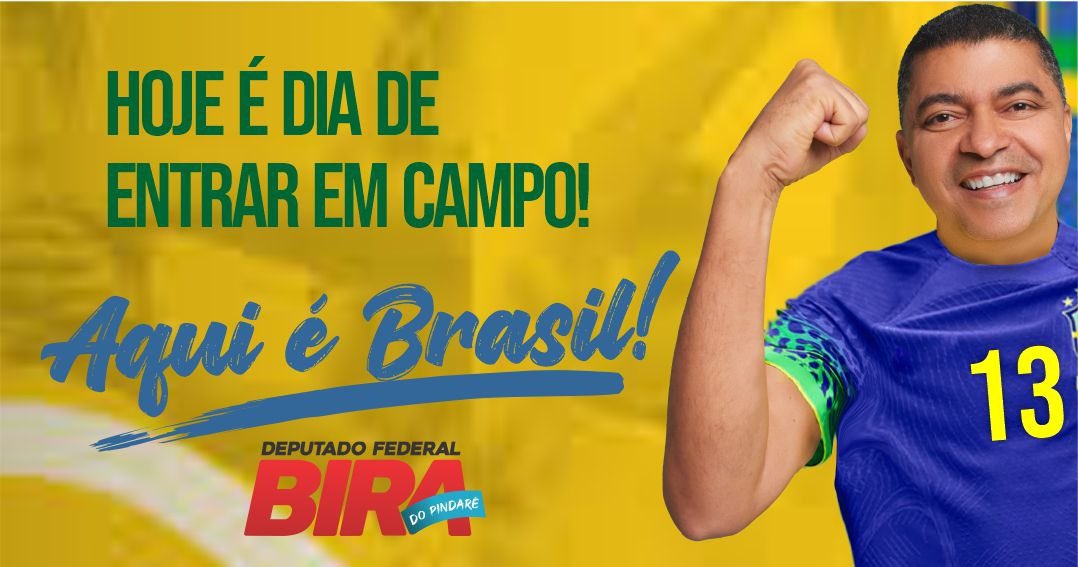 HOJE É DIA DE
ENTRAR EM CAMPO!
Aqui é Brasil!
DEPUTADO FEDERAL
BIRA
DO PINDARÉ
13